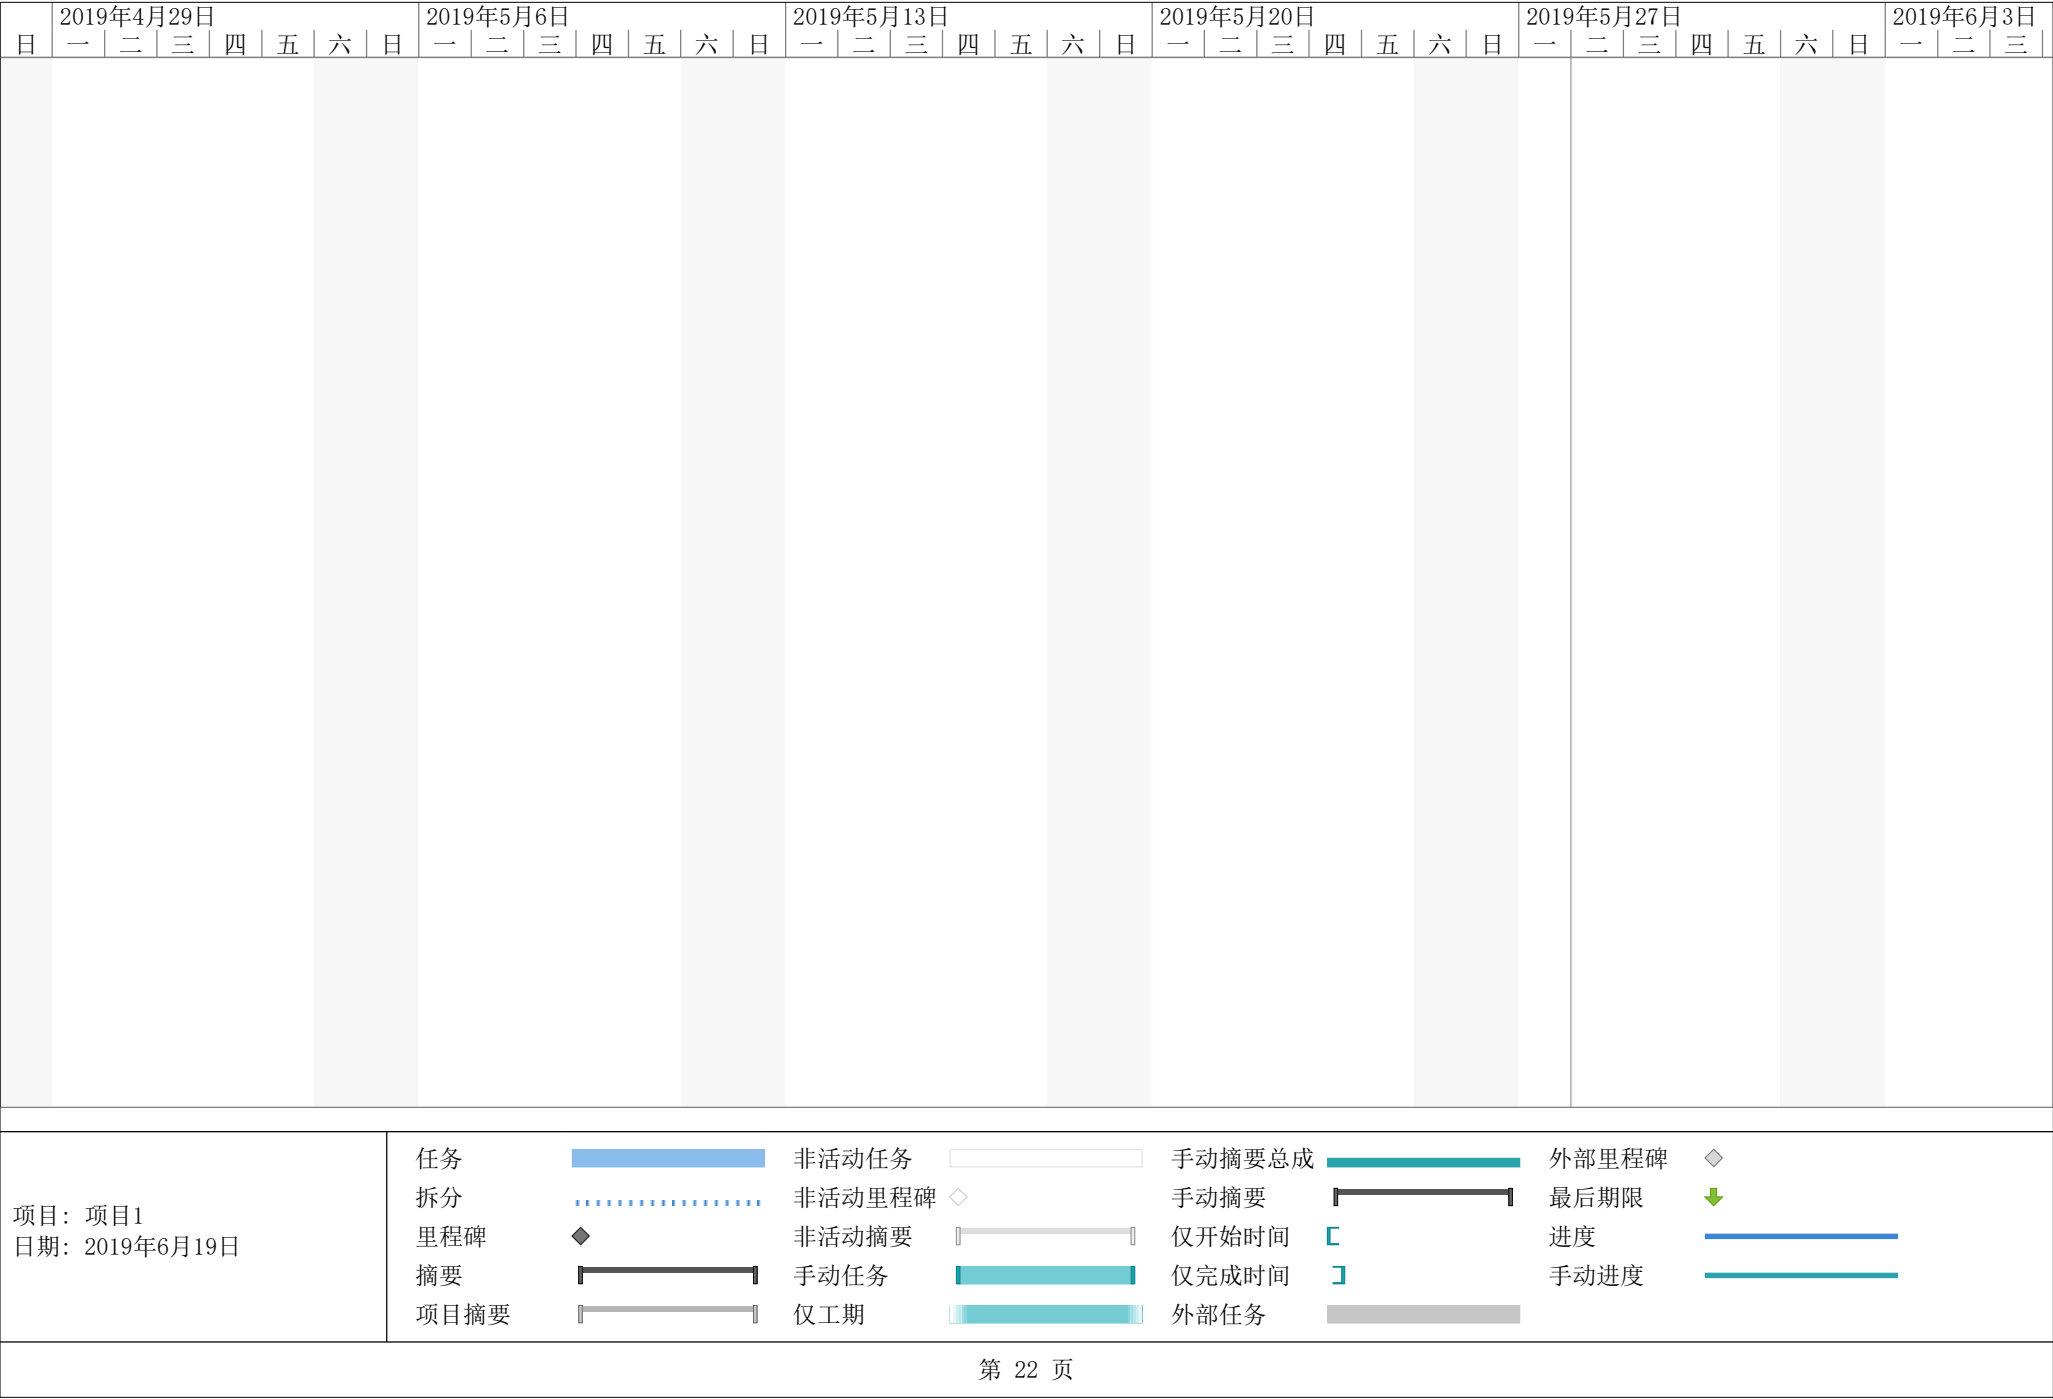 2019年4月29日 2019年5月6日 2019年5月13日 2019年5月20日 2019年5月27日 2019年6月3日
日 一 二 三 四 五 六 日 一 二 三 四 五 六 日 一 二 三 四 五 六 日 一 二 三 四 五 六 日 一 二 三 四 五 六 日 一 二 三
任务 非活动任务 手动摘要总成 外部里程碑
拆分 非活动里程碑 手动摘要 最后期限
项目: 项目1
日期: 2019年6月19日
里程碑 非活动摘要 仅开始时间 进度
摘要 手动任务 仅完成时间 手动进度
项目摘要 仅工期 外部任务
第 22 页